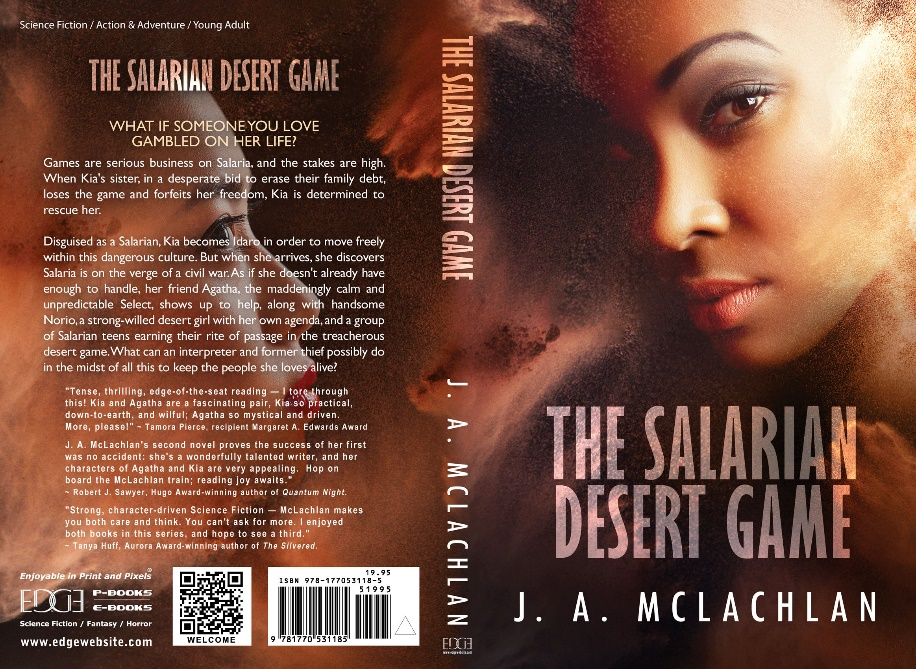 Science Fiction / Action & Adventure / Young Adult
THE SALARIAN DESERT GAME
WHAT IF SOMEONE YOU LOVE
GAMBLED ON HER LIFE?
Games are serious business on Salaria, and the stakes are high.
When Kia's sister, in a desperate bid to erase their family debt,
loses the game and forfeits her freedom, Kia is determined to
rescue her.
Disguised as a Salarian, Kia becomes Idaro in order to move freely
within this dangerous culture. But when she arrives, she discovers
Salaria is on the verge of a civil war. As if she doesn't already have
enough to handle, her friend Agatha, the maddeningly calm and
unpredictable Select, shows up to help, along with handsome
Norio, a strong-willed desert girl with her own agenda, and a group
of Salarian teens earning their rite of passage in the treacherous
desert game. What can an interpreter and former thief possibly do
in the midst of all this to keep the people she loves alive?
"Tense, thrilling, edge-of-the-seat reading — I tore through
this! Kia and Agatha are a fascinating pair, Kia so practical,
down-to-earth, and wilful; Agatha so mystical and driven.
More, please!" ~ Tamora Pierce, recipient Margaret A. Edwards Award
J. A. McLachlan's second novel proves the success of her first
was no accident: she's a wonderfully talented writer, and her
characters of Agatha and Kia are very appealing. Hop on
board the McLachlan train; reading joy awaits."
~ Robert J. Sawyer, Hugo Award-winning author of Quantum Night.
"Strong, character-driven Science Fiction — McLachlan makes
you both care and think. You can't ask for more. I enjoyed
both books in this series, and hope to see a third."
~ Tanya Huff, Aurora Award-winning author of The Silvered.
Enjoyable in Print and Pixels®
EDGE P-BOOKS
E-BOOKS
Science Fiction / Fantasy / Horror
www.edgewebsite.com
WELCOME
19.95
ISBN 978-177053118-5
51995
9 781770 531185
THE SALARIAN DESERT GAME
J. A. MCLACHLAN
EDGE
THE SALARIAN
DESERT GAME
J. A. MCLACHLAN